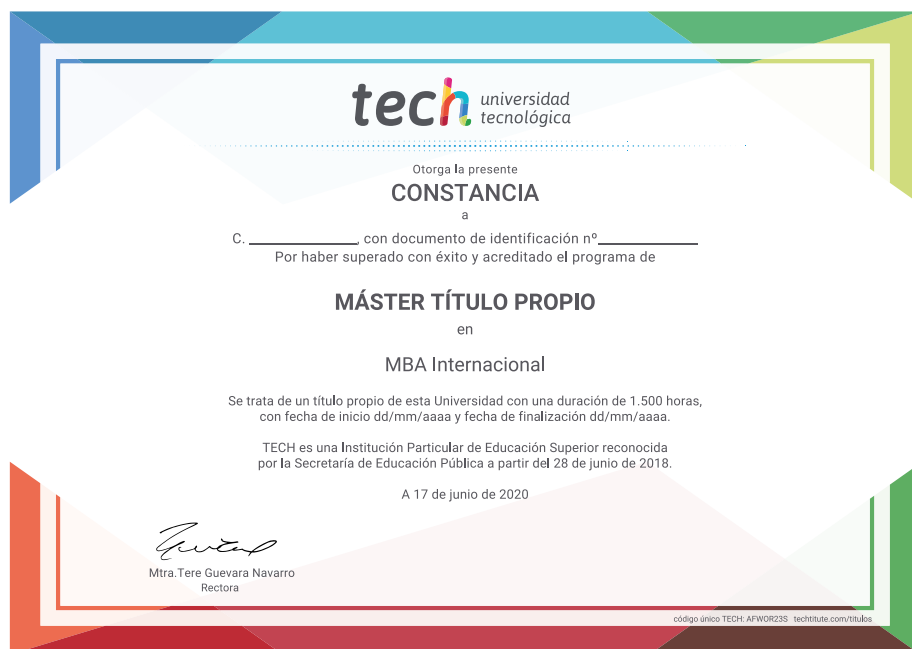 tech universidad
tecnológica
Otorga la presente
CONSTANCIA
a
C. ______________, con documento de identificación nº______________
Por haber superado con éxito y acreditado el programa de
MÁSTER TÍTULO PROPIO
en
MBA Internacional
Se trata de un título propio de esta Universidad con una duración de 1.500 horas,
con fecha de inicio dd/mm/aaaa y fecha de finalización dd/mm/aaaa.
TECH es una Institución Particular de Educación Superior reconocida
por la Secretaría de Educación Pública a partir del 28 de junio de 2018.
A 17 de junio de 2020
Mtra.Tere Guevara Navarro
Rectora
código único TECH: AFWOR23S techtitute.com/titulos